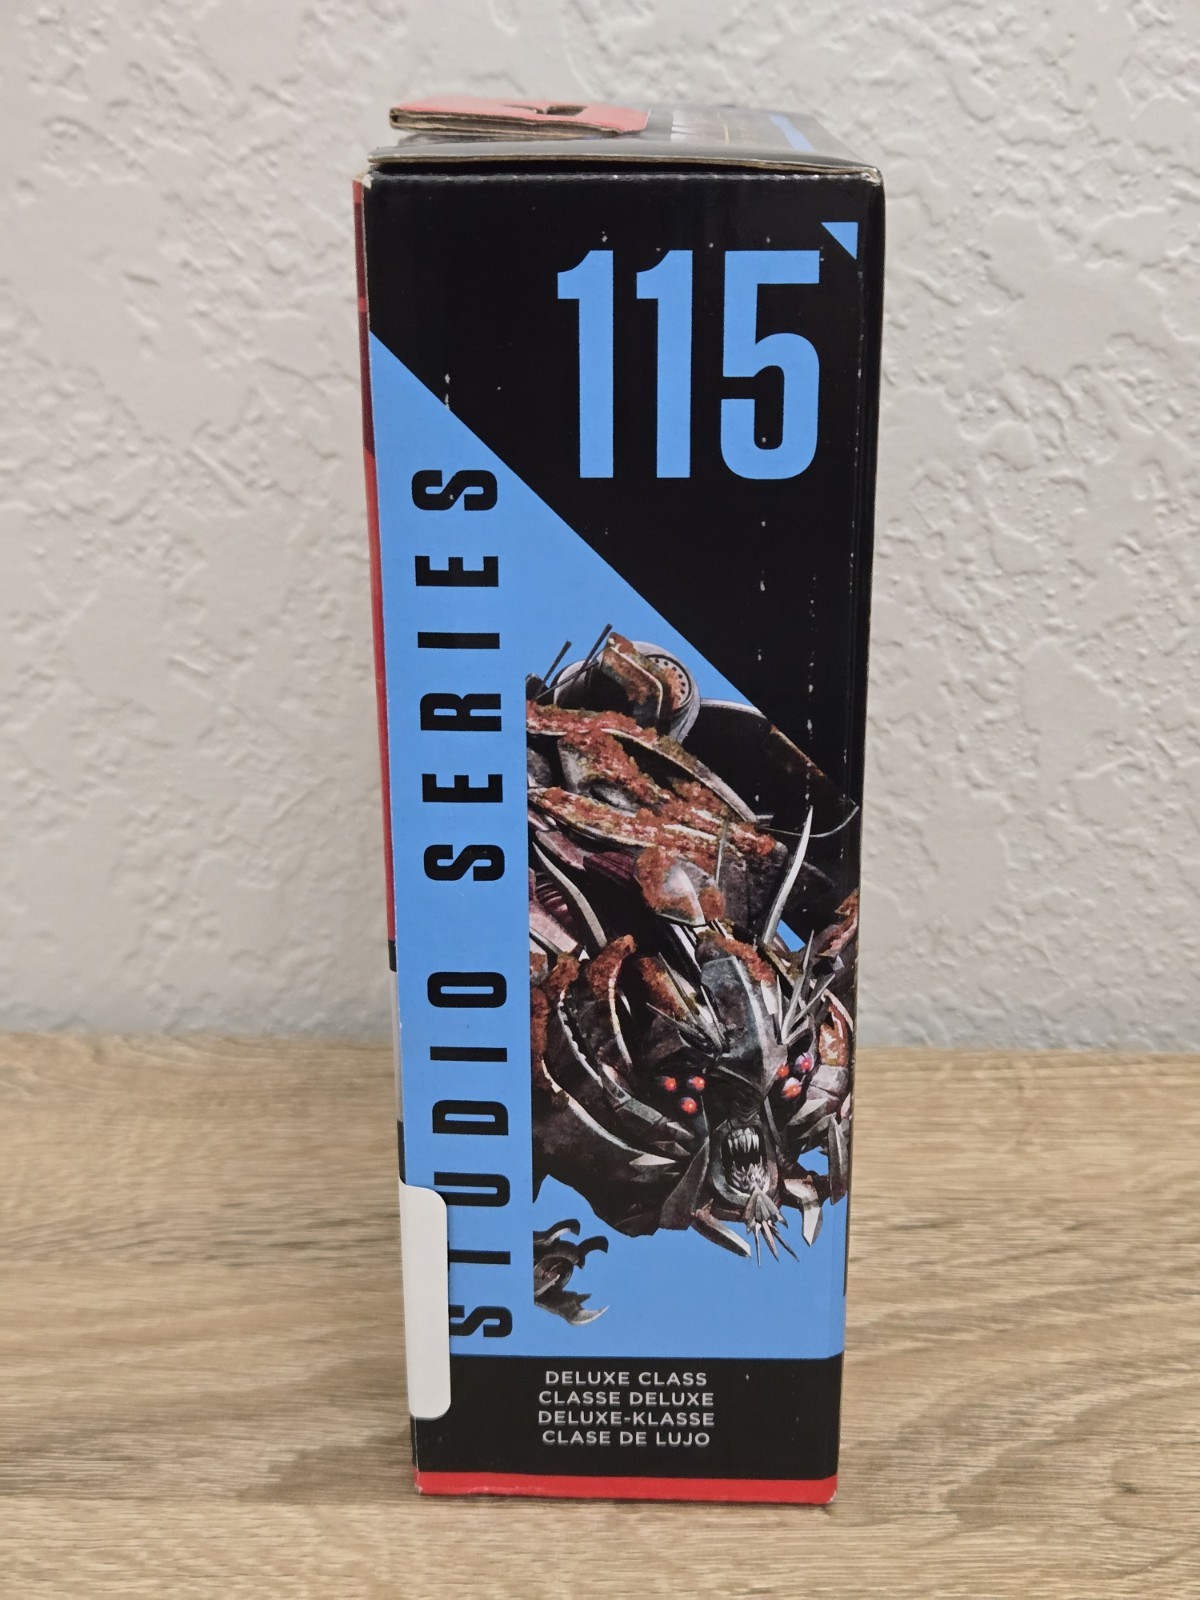 115
STUDIO SERIES
DELUXE CLASS
CLASSE DELUXE
DELUXE-KLASSE
CLASE DE LUJO